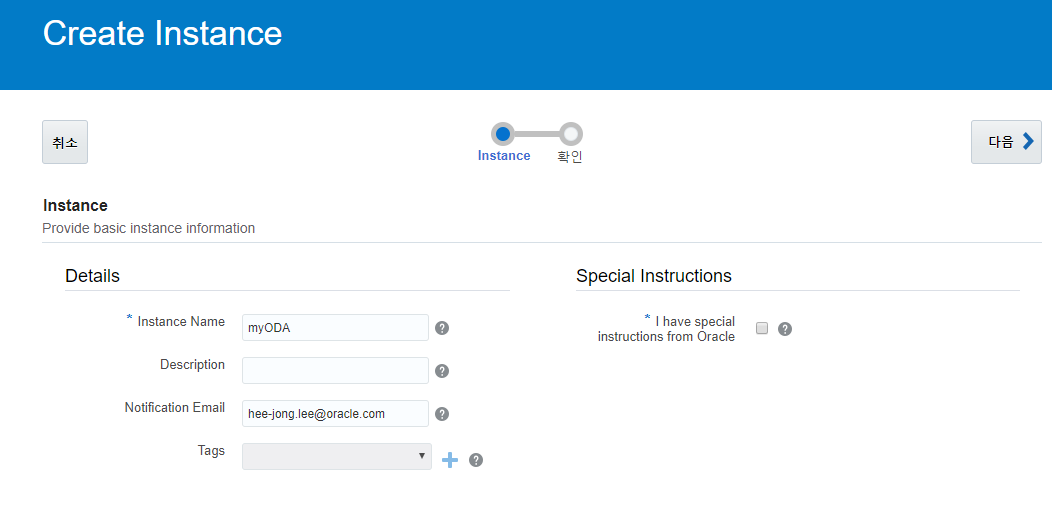 Create Instance
취소
다음
Instance
확인
Instance
Provide basic instance information
Details
* Instance Name
myODA
?
Description
?
Notification Email
hee-jong.lee@oracle.com
?
Tags
?
Special Instructions
* I have special
instructions from Oracle
?